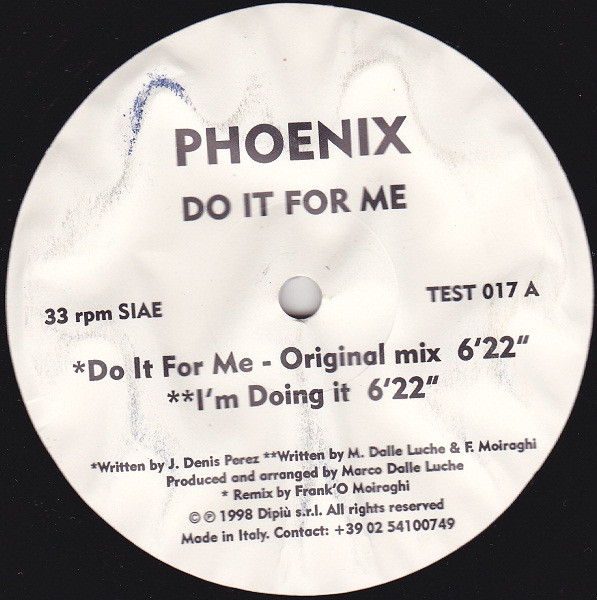 PHOENIX
DO IT FOR ME
33 rpm SIAE
TEST 017 A
*Do It For Me - Original mix 6'22"
**I'm Doing it 6'22"
*Written by J. Denis Perez **Written by M. Dalle Luche & F. Moiraghi
Produced and arranged by Marco Dalle Luche
* Remix by Frank'O Moiraghi
© ℗ 1998 Dipiù s.r.l. All rights reserved
Made in Italy. Contact: +39 02 54100749